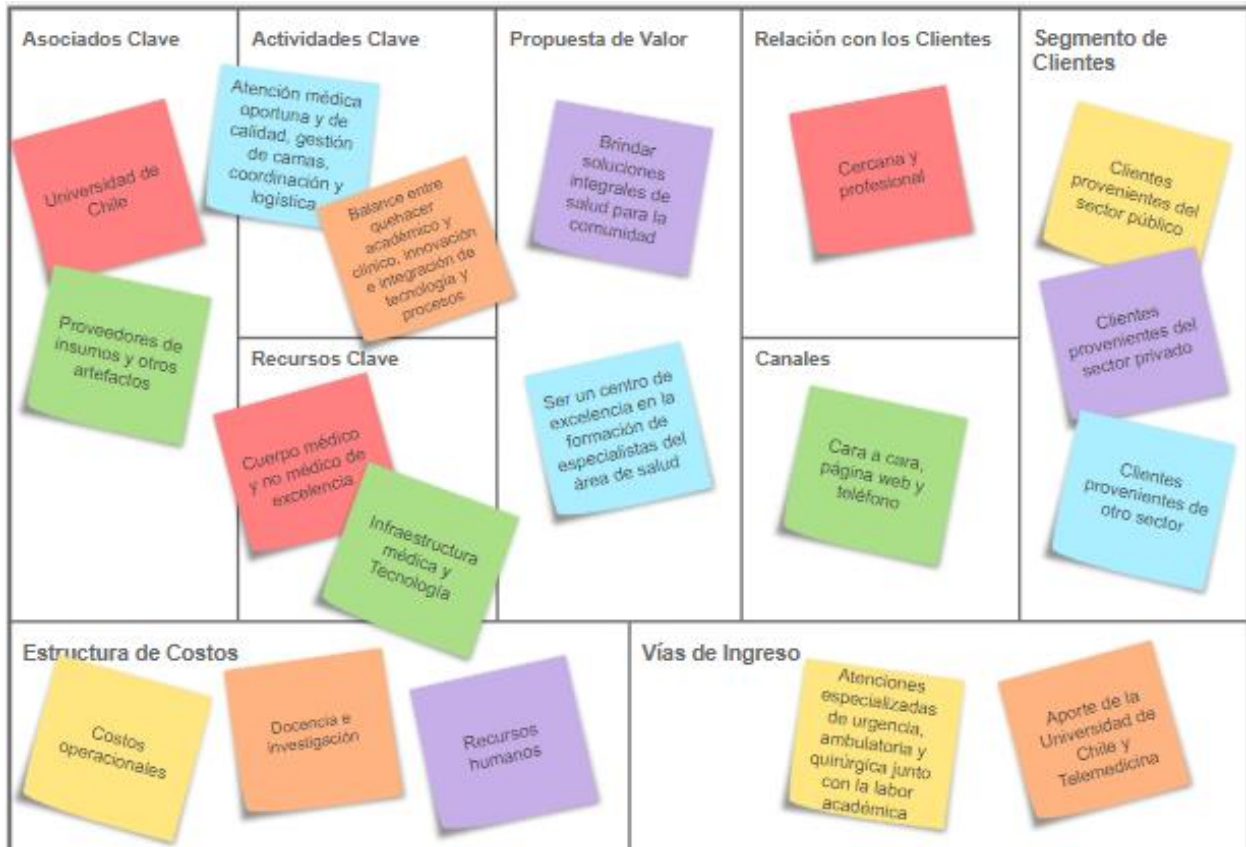 Asociados Clave
Universidad de
Chile
Proveedores de
insumos y otros
artefactos
Actividades Clave
Atención médica
oportuna y de
calidad, gestión
de camas,
coordinación y
logística
Balance entre
quehacer
académico y
clínico, innovación
e integración de
tecnología y
procesos
Recursos Clave
Cuerpo médico
y no médico de
excelencia
Infraestructura
médica y
Tecnología
Propuesta de Valor
Brindar
soluciones
integrales de
salud para la
comunidad
Ser un centro de
excelencia en la
formación de
especialistas del
área de salud
Relación con los Clientes
Cercana y
profesional
Canales
Cara a cara,
página web y
teléfono
Segmento de
Clientes
Clientes
provenientes del
sector público
Clientes
provenientes del
sector privado
Clientes
provenientes de
otro sector
Estructura de Costos
Costos
operacionales
Docencia e
investigación
Recursos
humanos
Vías de Ingreso
Atenciones
especializadas
de urgencia,
ambulatoria y
quirúrgica junto
con la labor
académica
Aporte de la
Universidad de
Chile y
Telemedicina